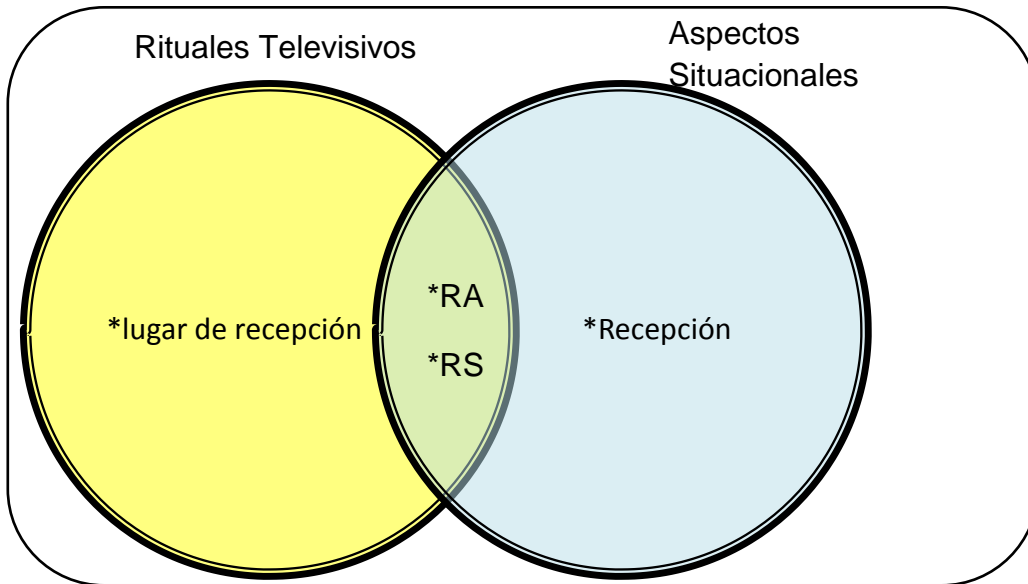 Rituales Televisivos
Aspectos
Situacionales
*lugar de recepción
*RA
*RS
*Recepción